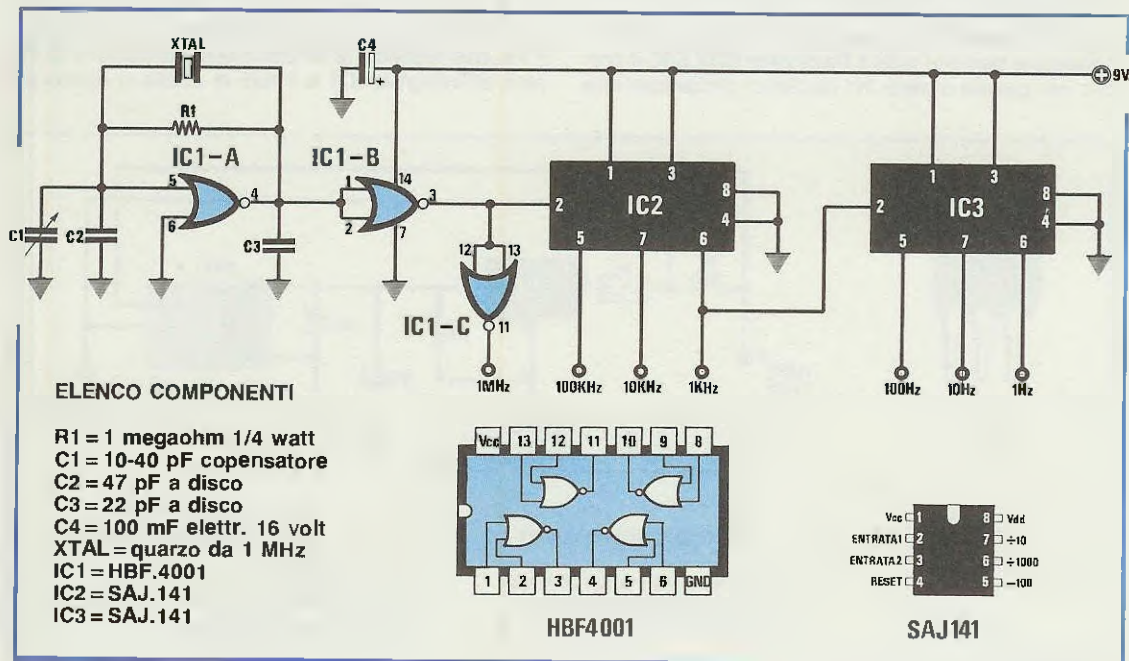 XTAL
C4
+
9V
R1
IC1-A
IC1-B
5
4
6
1
14
3
2
7
C1
C2
C3
12
13
IC1-C
11
1
3
2
IC2
8
4
5
7
6
1
3
2
IC3
8
4
5
7
6
1MHz
100KHz
10KHz
1KHz
100Hz
10Hz
1Hz
ELENCO COMPONENTI
R1 = 1 megaohm 1/4 watt
C1 = 10-40 pF copensatore
C2 = 47 pF a disco
C3 = 22 pF a disco
C4 = 100 mF elettr. 16 volt
XTAL = quarzo da 1 MHz
IC1 = HBF.4001
IC2 = SAJ.141
IC3 = SAJ.141
Vcc 13 12 11 10 9 8
1 2 3 4 5 6 GND
HBF4001
Vcc 1 8 Vdd
ENTRATA1 2 7 ÷10
ENTRATA2 3 6 ÷1000
RESET 4 5 –100
SAJ141